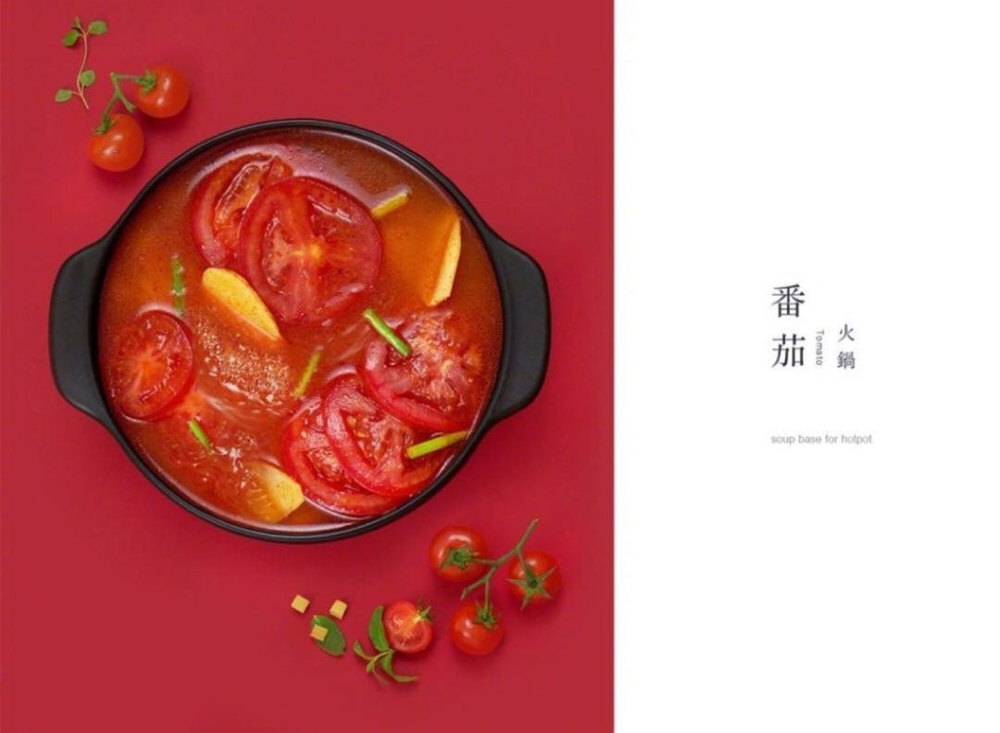 番茄
Tomato
火鍋
soup base for hotpot